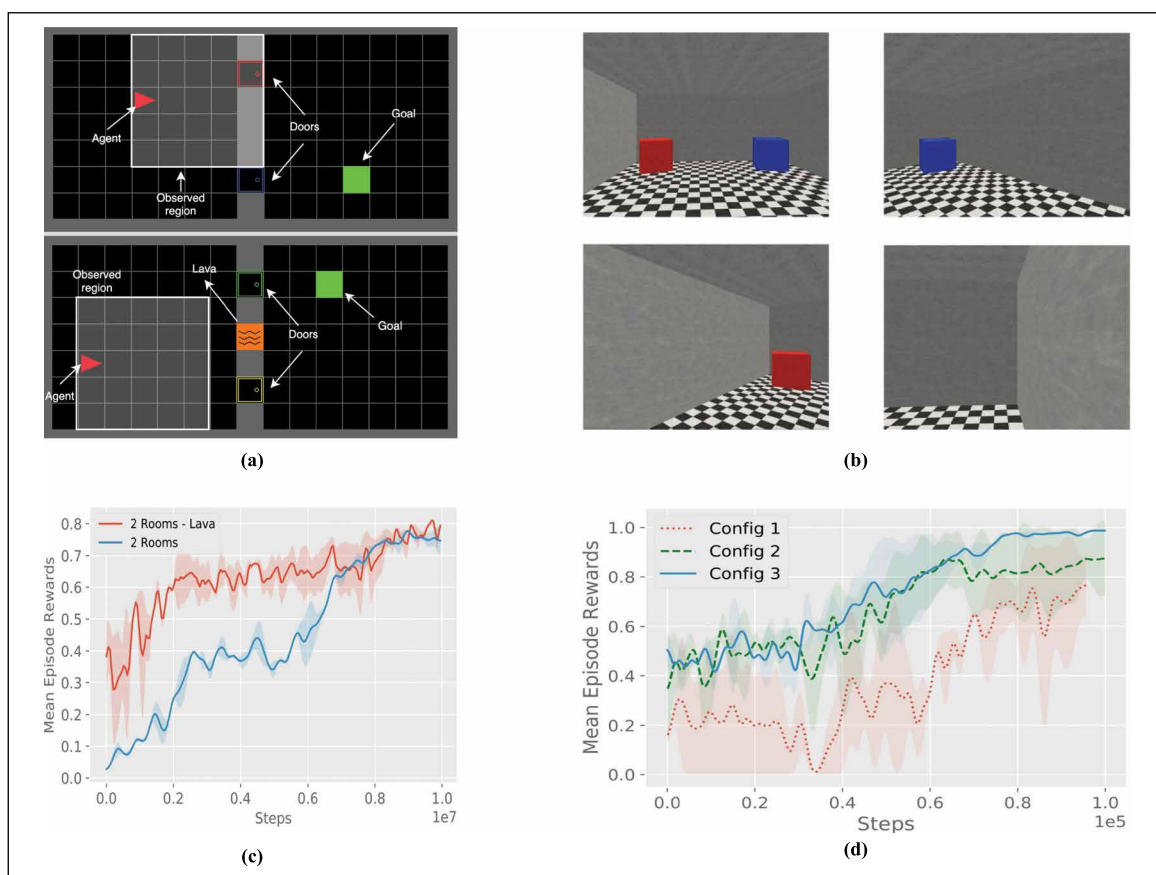 Agent
Doors
Goal
Observed
region
Lava
Observed
region
Doors
Goal
Agent
(a)
(b)
2 Rooms - Lava
2 Rooms
Mean Episode Rewards
0.8
0.7
0.6
0.5
0.4
0.3
0.2
0.1
0.0
0.0 0.2 0.4 0.6 0.8 1.0
Steps 1e7
(c)
Config 1
Config 2
Config 3
Mean Episode Rewards
1.0
0.8
0.6
0.4
0.2
0.0
0.0 0.2 0.4 0.6 0.8 1.0
Steps 1e5
(d)